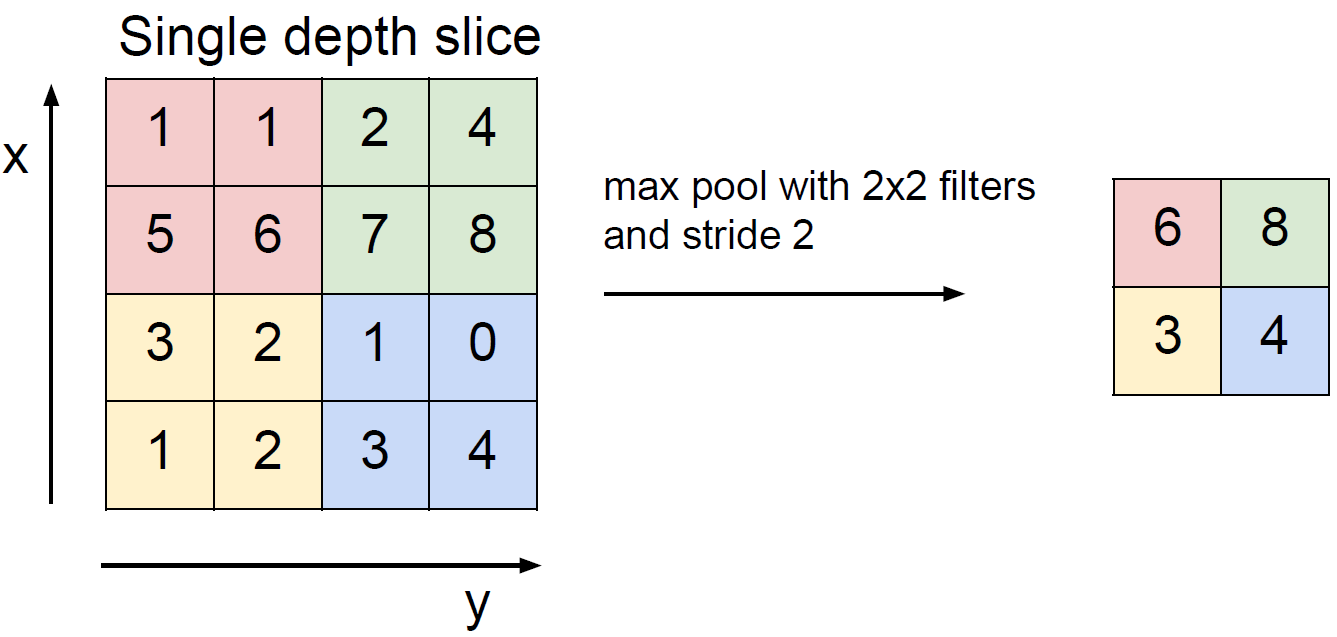 Single depth slice
x
1 1 2 4
5 6 7 8
3 2 1 0
1 2 3 4
y
max pool with 2x2 filters
and stride 2
6 8
3 4